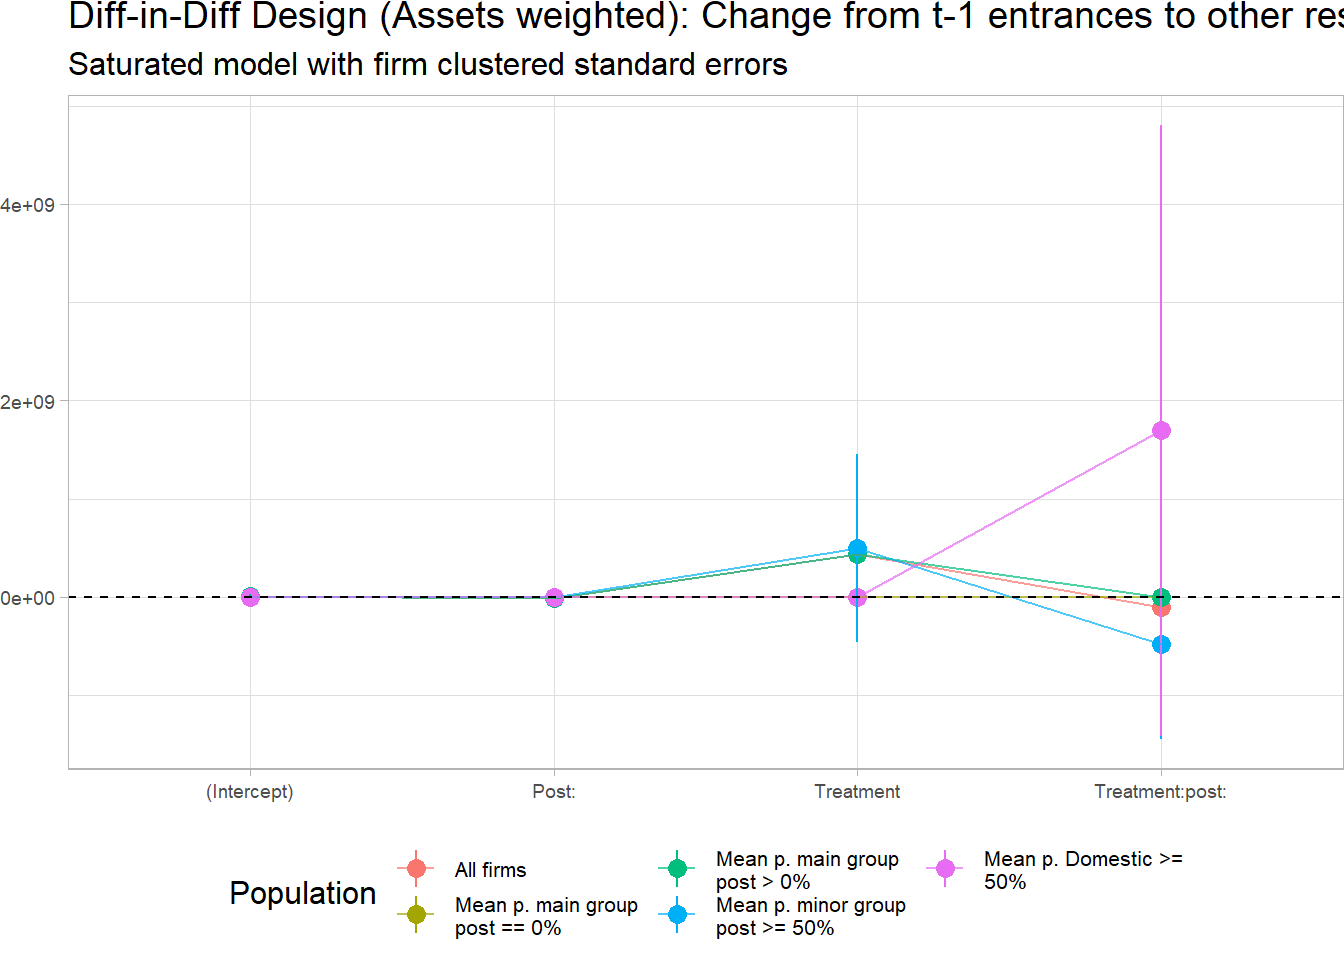 Diff-in-Diff Design (Assets weighted): Change from t-1 entrances to other
Saturated model with firm clustered standard errors
4e+09
2e+09
0e+00
(Intercept)
Post:
Treatment
Treatment:post:
Population
All firms
Mean p. main group
post == 0%
Mean p. main group
post > 0%
Mean p. minor group
post >= 50%
Mean p. Domestic >=
50%